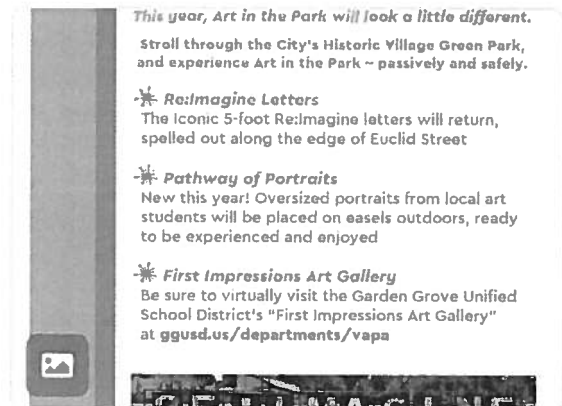 This year, Art in the Park will look a little different.
Stroll through the City's Historic Village Green Park,
and experience Art in the Park ~ passively and safely.
Re:Imagine Letters
The Iconic 5-foot Re:Imagine letters will return,
spelled out along the edge of Euclid Street
Pathway of Portraits
New this year! Oversized portraits from local art
students will be placed on easels outdoors, ready
to be experienced and enjoyed
First Impressions Art Gallery
Be sure to virtually visit the Garden Grove Unified
School District's "First Impressions Art Gallery"
at ggusd.us/departments/vapa